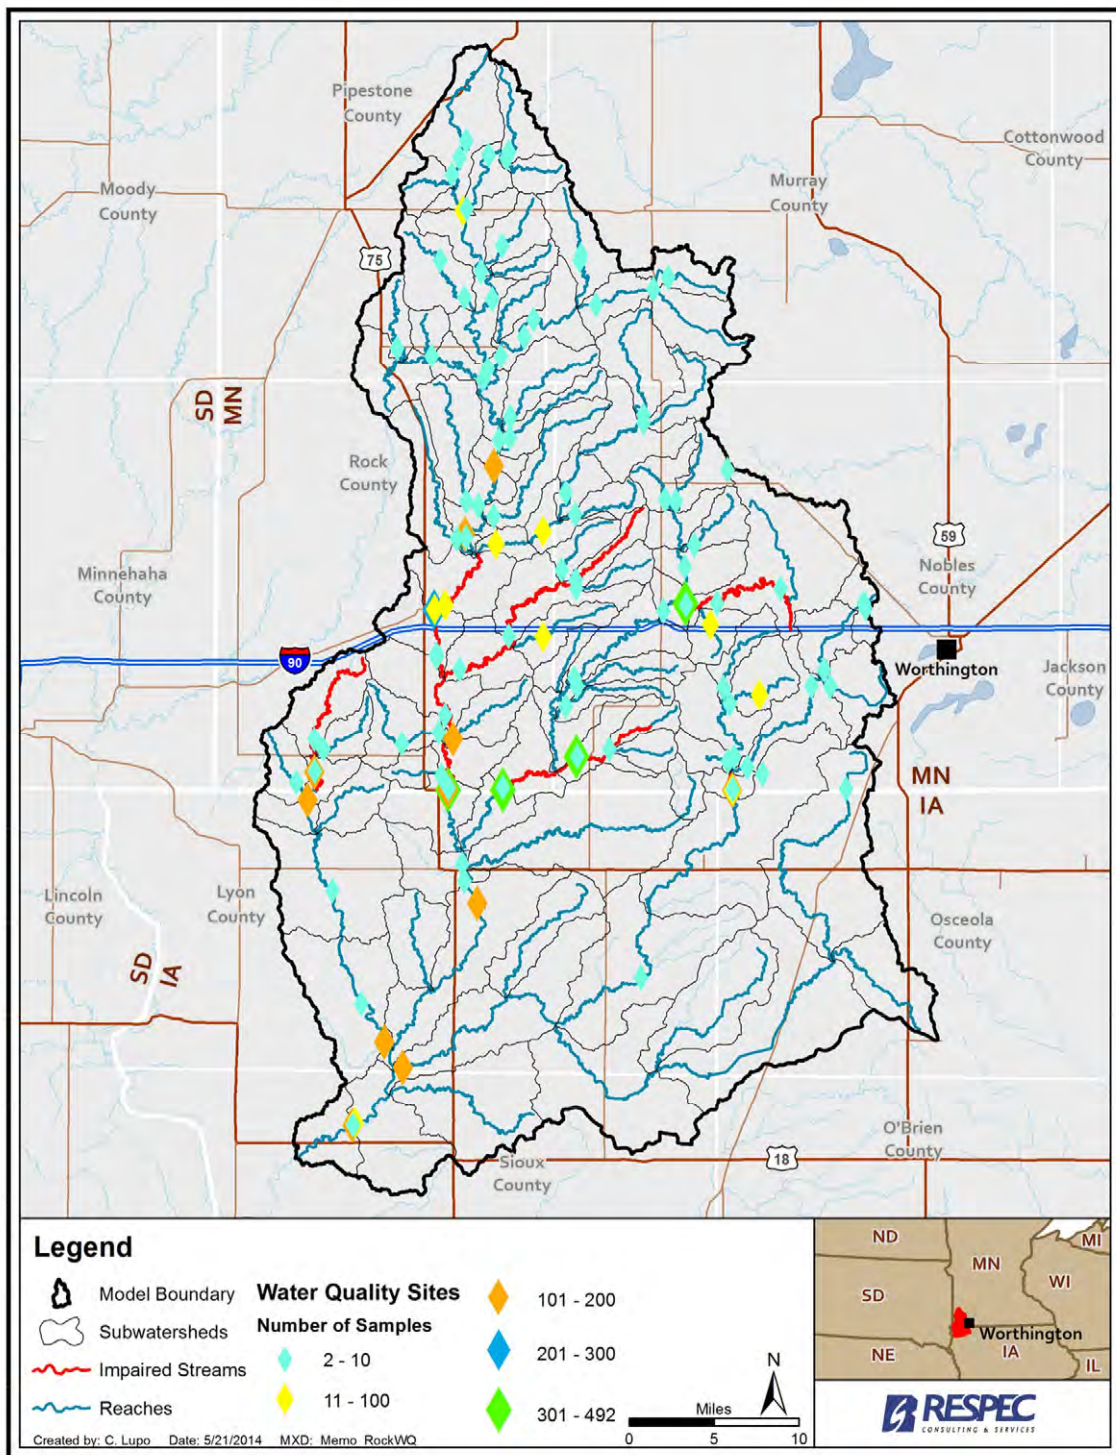 Pipestone
County
Cottonwood
County
Moody
County
Murray
County
75
SD
MN
Rock
County
59
Minnehaha
County
Nobles
County
90
Worthington
Jackson
County
MN
IA
Lincoln
County
Lyon
County
Osceola
County
SD
IA
O'Brien
County
Sioux
County
18
Legend
Model Boundary
Subwatersheds
Impaired Streams
Reaches
Water Quality Sites
Number of Samples
2 - 10
11 - 100
101 - 200
201 - 300
301 - 492
N
Miles
0 5 10
Created by: C. Lupo Date: 5/21/2014 MXD: Memo_RockWQ
ND
MN
MI
SD
WI
Worthington
NE
IA
IL
RESPEC
CONSULTING & SERVICES